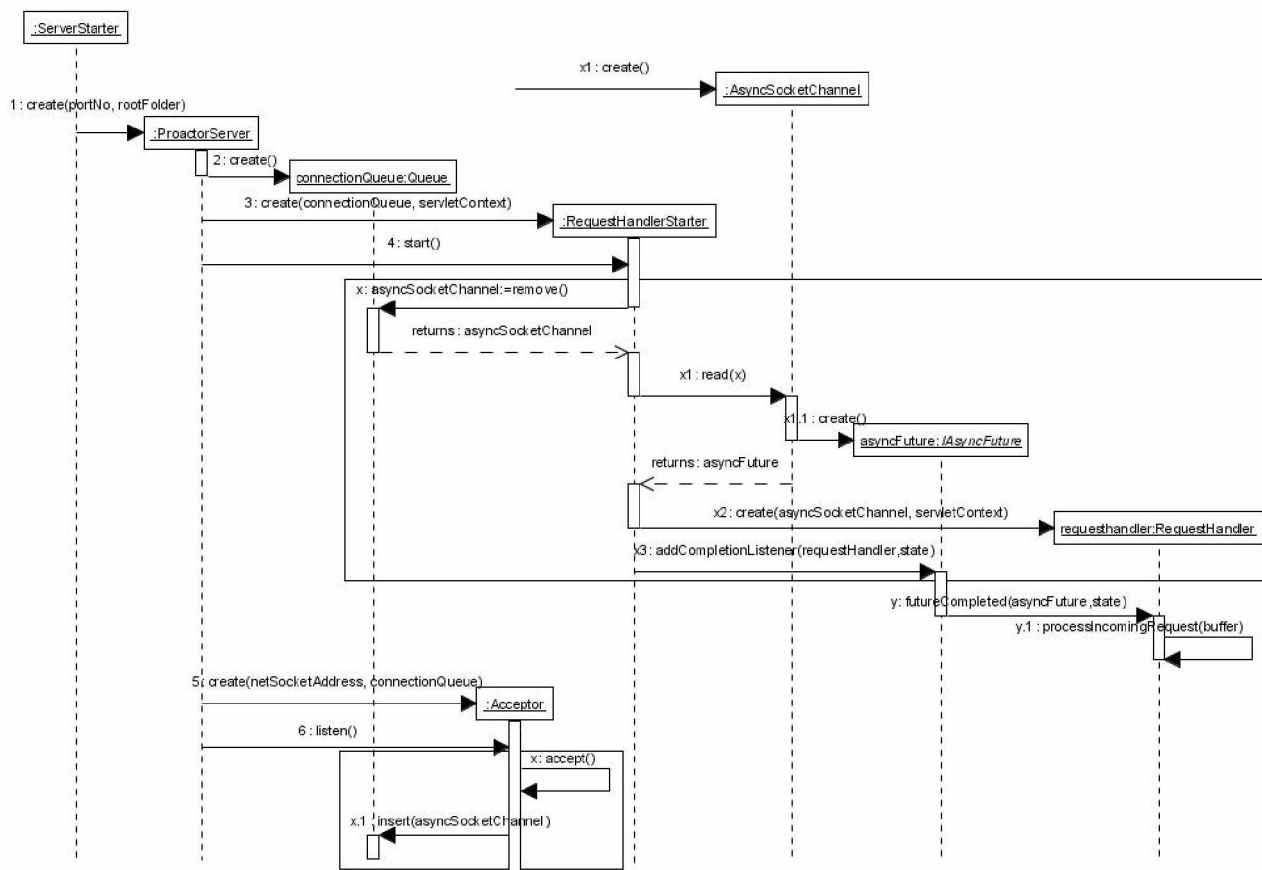 :ServerStarter
x1 : create()
:AsyncSocketChannel
1 : create(portNo, rootFolder)
:ProactorServer
2 : create()
connectionQueue:Queue
3 : create(connectionQueue, servletContext)
:RequestHandlerStarter
4 : start()
x : asyncSocketChannel:=remove()
returns : asyncSocketChannel
x1 : read(x)
x1.1 : create()
asyncFuture: IAsyncFuture
returns : asyncFuture
x2: create(asyncSocketChannel, servletContext)
requesthandler:RequestHandler
x3 : addCompletionListener(requestHandler,state)
y: futureCompleted(asyncFuture,state)
y.1 : processIncomingRequest(buffer)
5: create(netSocketAddress, connectionQueue)
:Acceptor
6 : listen()
x : accept()
x.1 : insert(asyncSocketChannel)